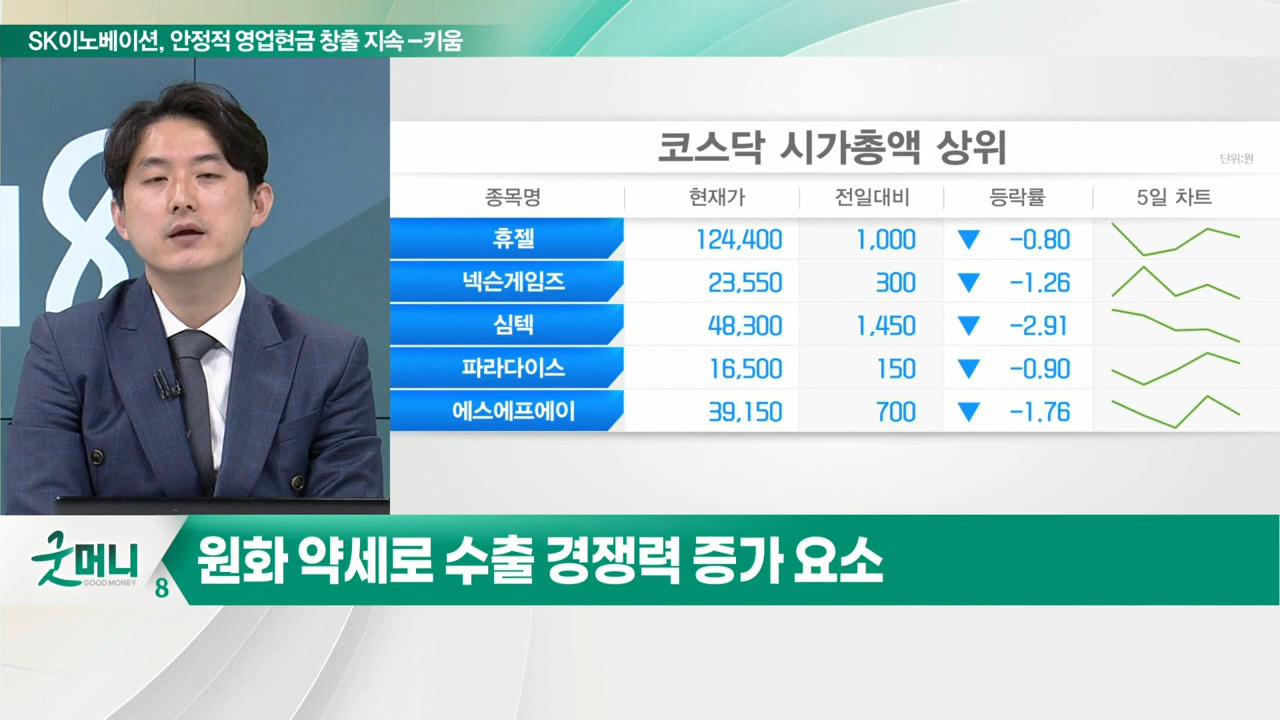 SK이노베이션, 안정적 영업현금 창출 지속 -키움
8
코스닥 시가총액 상위
단위:원
종목명 현재가 전일대비 등락률 5일 차트
휴젤 124,400 1,000 ▼ -0.80
넥슨게임즈 23,550 300 ▼ -1.26
심텍 48,300 1,450 ▼ -2.91
파라다이스 16,500 150 ▼ -0.90
에스에프에이 39,150 700 ▼ -1.76
굿머니
GOOD MONEY
8
원화 약세로 수출 경쟁력 증가 요소